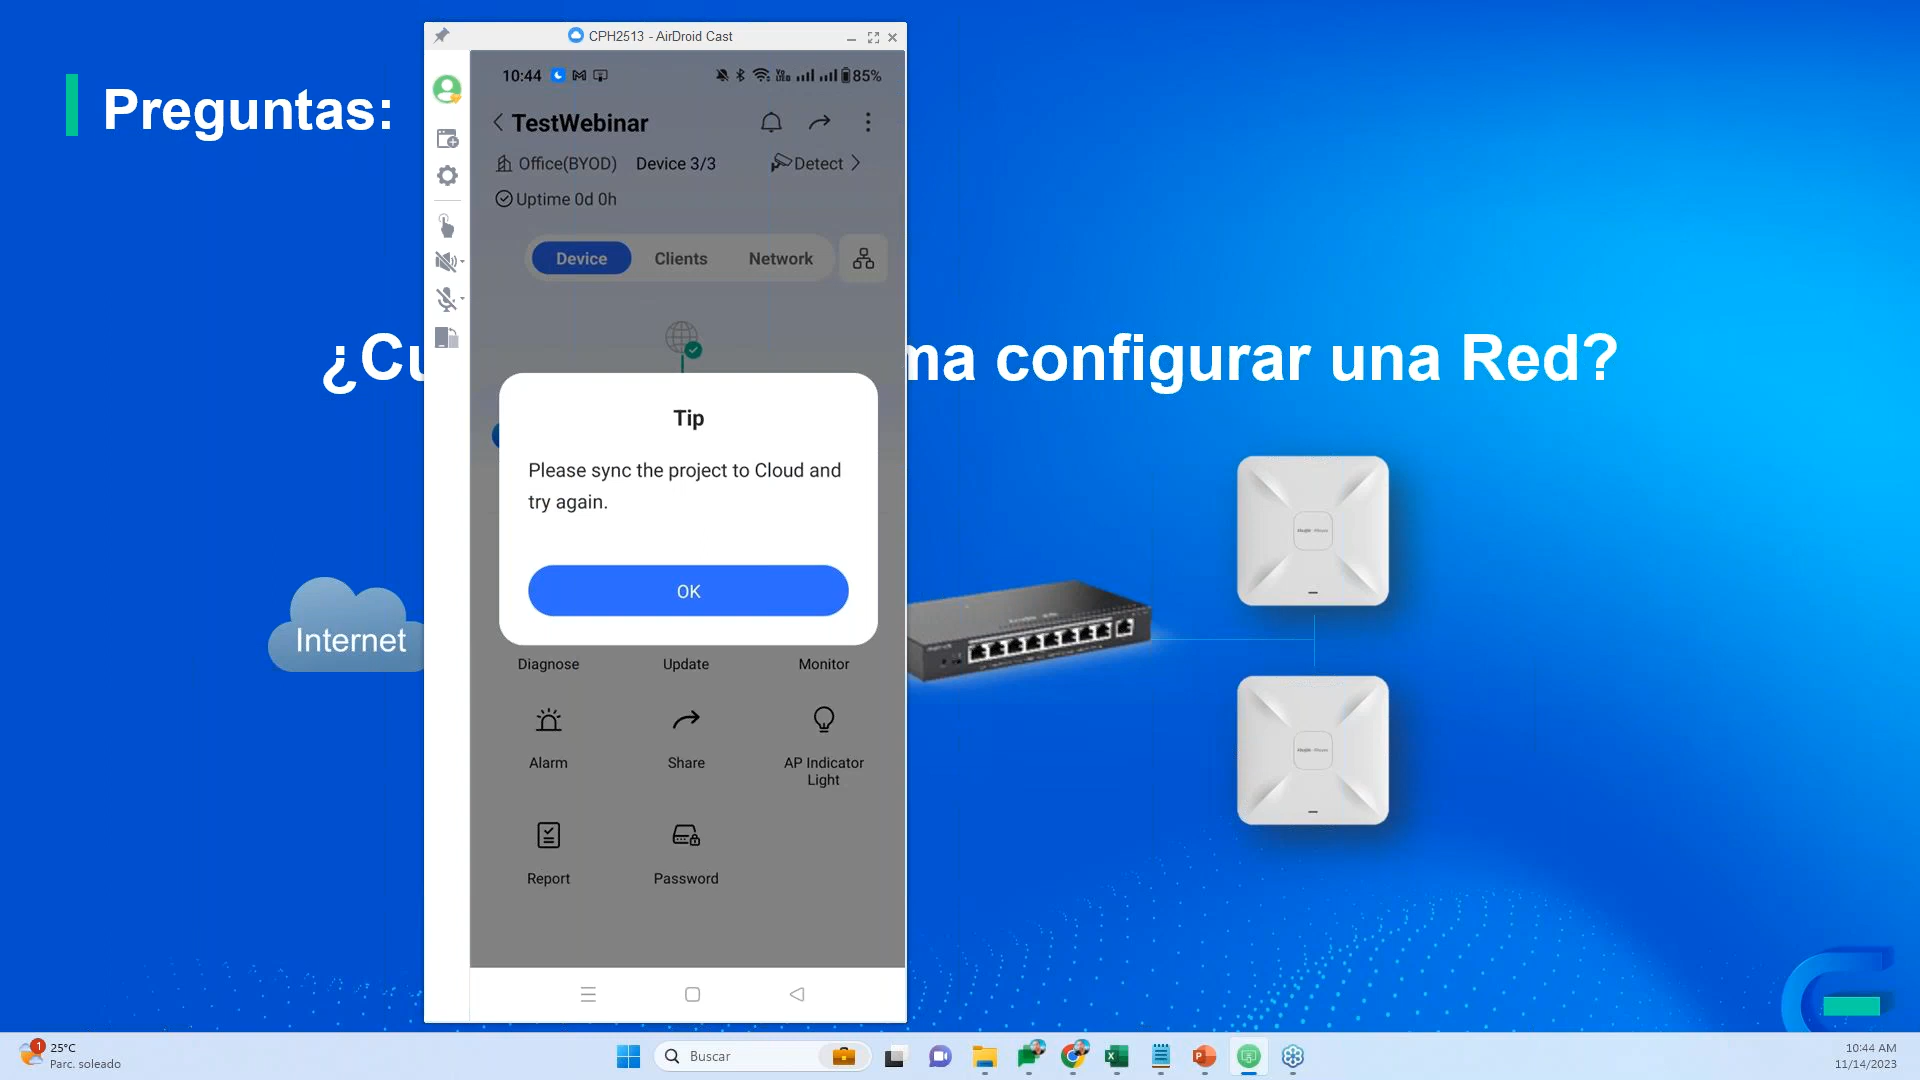 CPH2513 - AirDroid Cast
Preguntas:
10:44
85%
TestWebinar
Office(BYOD) Device 3/3 Detect
Uptime 0d 0h
Device Clients Network
¿Cu
ma configurar una Red?
Tip
Please sync the project to Cloud and
try again.
OK
Internet
Diagnose Update Monitor
Alarm Share AP Indicator
Light
Report Password
1
25°C
Parc. soleado
Buscar
10:44 AM
11/14/2023